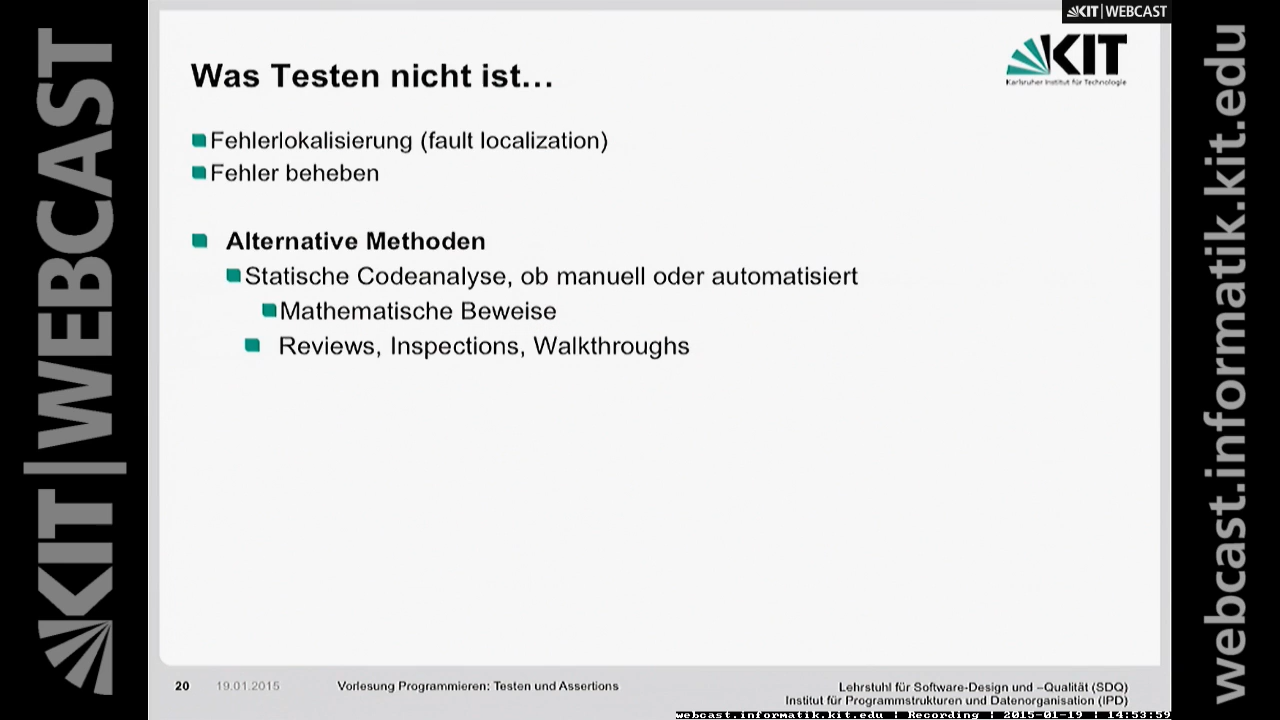 KIT|WEBCAST
KIT|WEBCAST
Was Testen nicht ist...
KIT
Karlsruher Institut für Technologie
Fehlerlokalisierung (fault localization)
Fehler beheben
Alternative Methoden
Statische Codeanalyse, ob manuell oder automatisiert
Mathematische Beweise
Reviews, Inspections, Walkthroughs
webcast.informatik.kit.edu
20 19.01.2015 Vorlesung Programmieren: Testen und Assertions Lehrstuhl für Software-Design und –Qualität (SDQ)
Institut für Programmstrukturen und Datenorganisation (IPD)
webcast.informatik.kit.edu | Recording | 2015-01-19 | 14:53:59